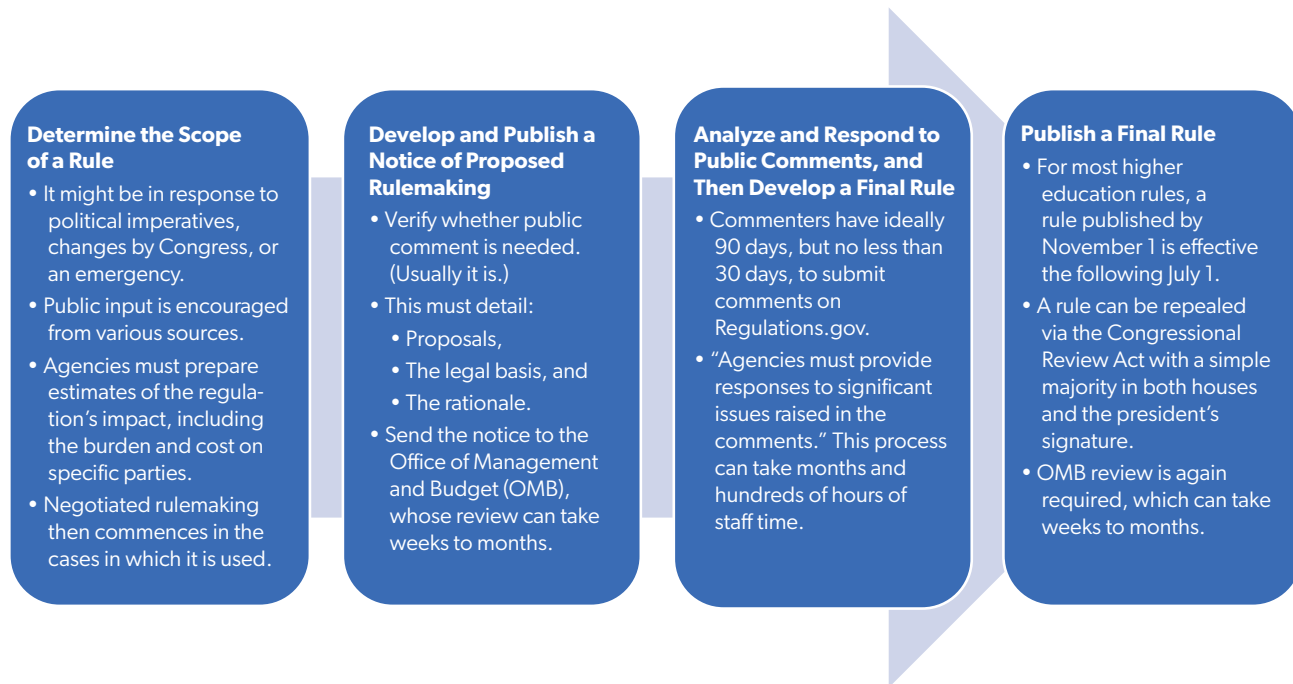 Determine the Scope
of a Rule
• It might be in response to
political imperatives,
changes by Congress, or
an emergency.
• Public input is encouraged
from various sources.
• Agencies must prepare
estimates of the regula-
tion's impact, including
the burden and cost on
specific parties.
• Negotiated rulemaking
then commences in the
cases in which it is used.
Develop and Publish a
Notice of Proposed
Rulemaking
• Verify whether public
comment is needed.
(Usually it is.)
• This must detail:
• Proposals,
• The legal basis, and
• The rationale.
• Send the notice to the
Office of Management
and Budget (OMB),
whose review can take
weeks to months.
Analyze and Respond to
Public Comments, and
Then Develop a Final Rule
• Commenters have ideally
90 days, but no less than
30 days, to submit
comments on
Regulations.gov.
• “Agencies must provide
responses to significant
issues raised in the
comments.” This process
can take months and
hundreds of hours of
staff time.
Publish a Final Rule
• For most higher
education rules, a
rule published by
November 1 is effective
the following July 1.
• A rule can be repealed
via the Congressional
Review Act with a simple
majority in both houses
and the president’s
signature.
• OMB review is again
required, which can take
weeks to months.